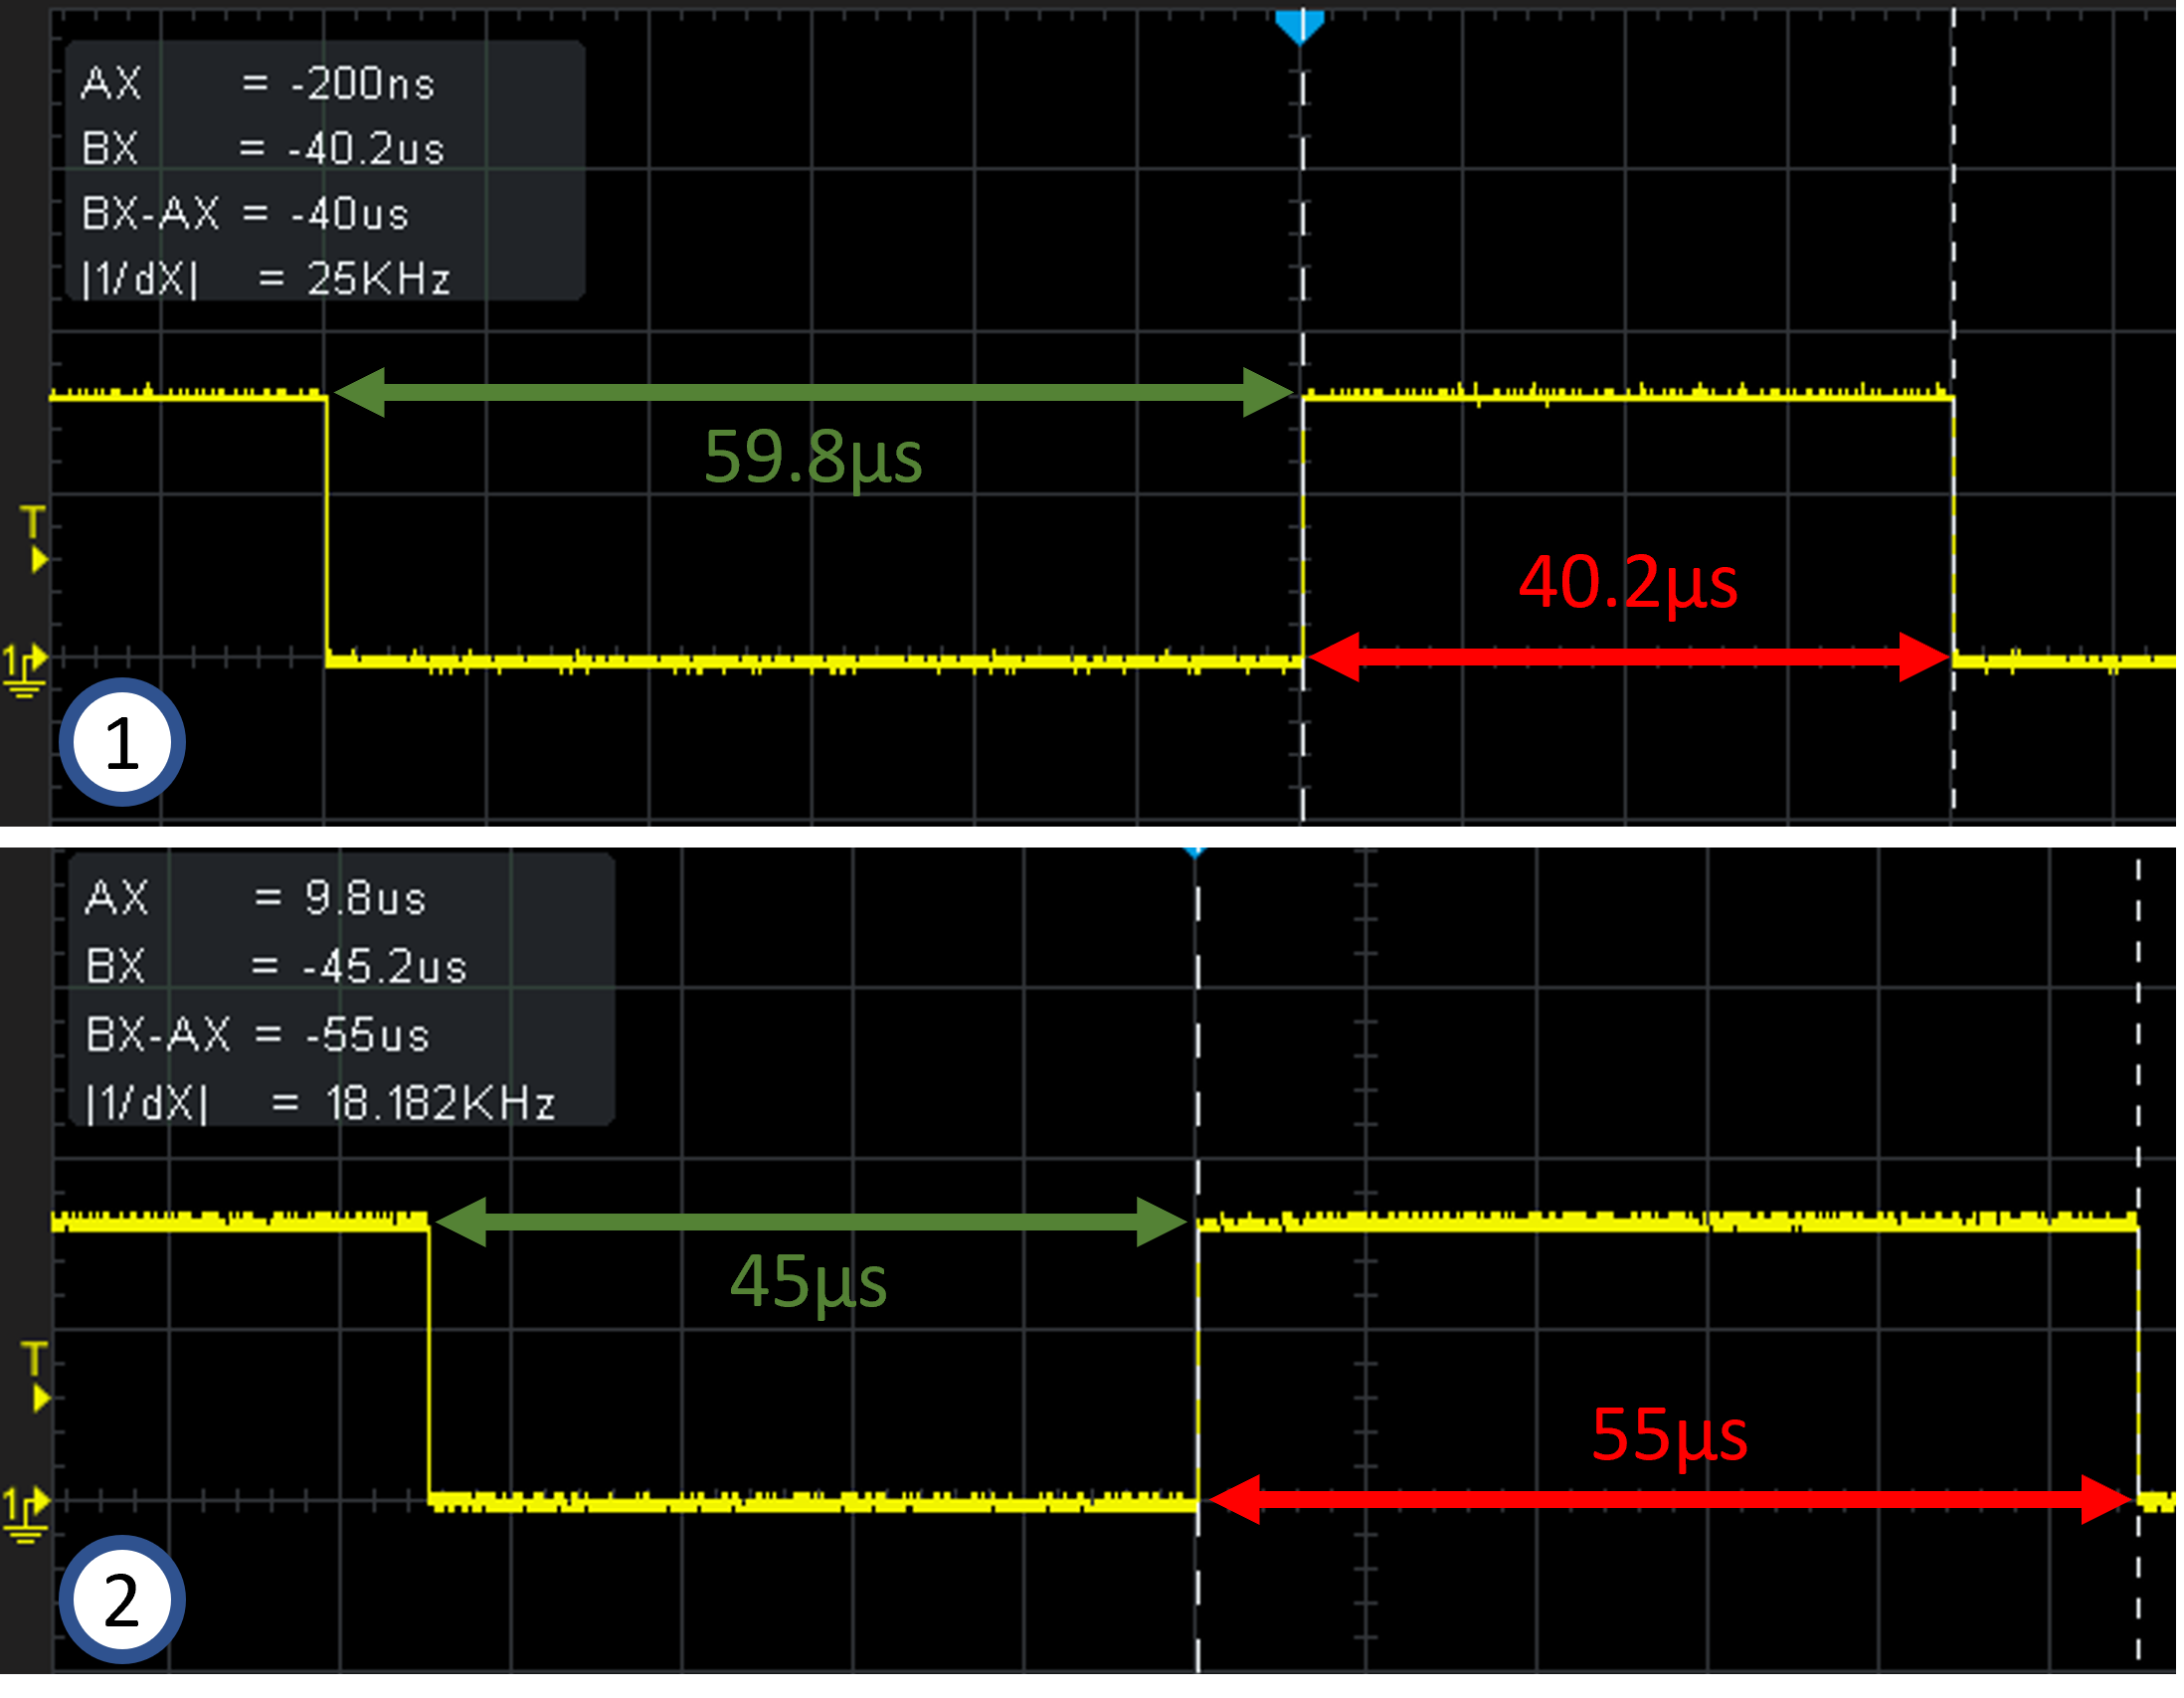 AX = -200ns
BX = -40.2us
BX-AX = -40us
|1/dX| = 25KHz
59.8µs
T
40.2µs
1
1
AX = 9.8us
BX = -45.2us
BX-AX = -55us
|1/dX| = 18.182KHz
45µs
T
55µs
1
2